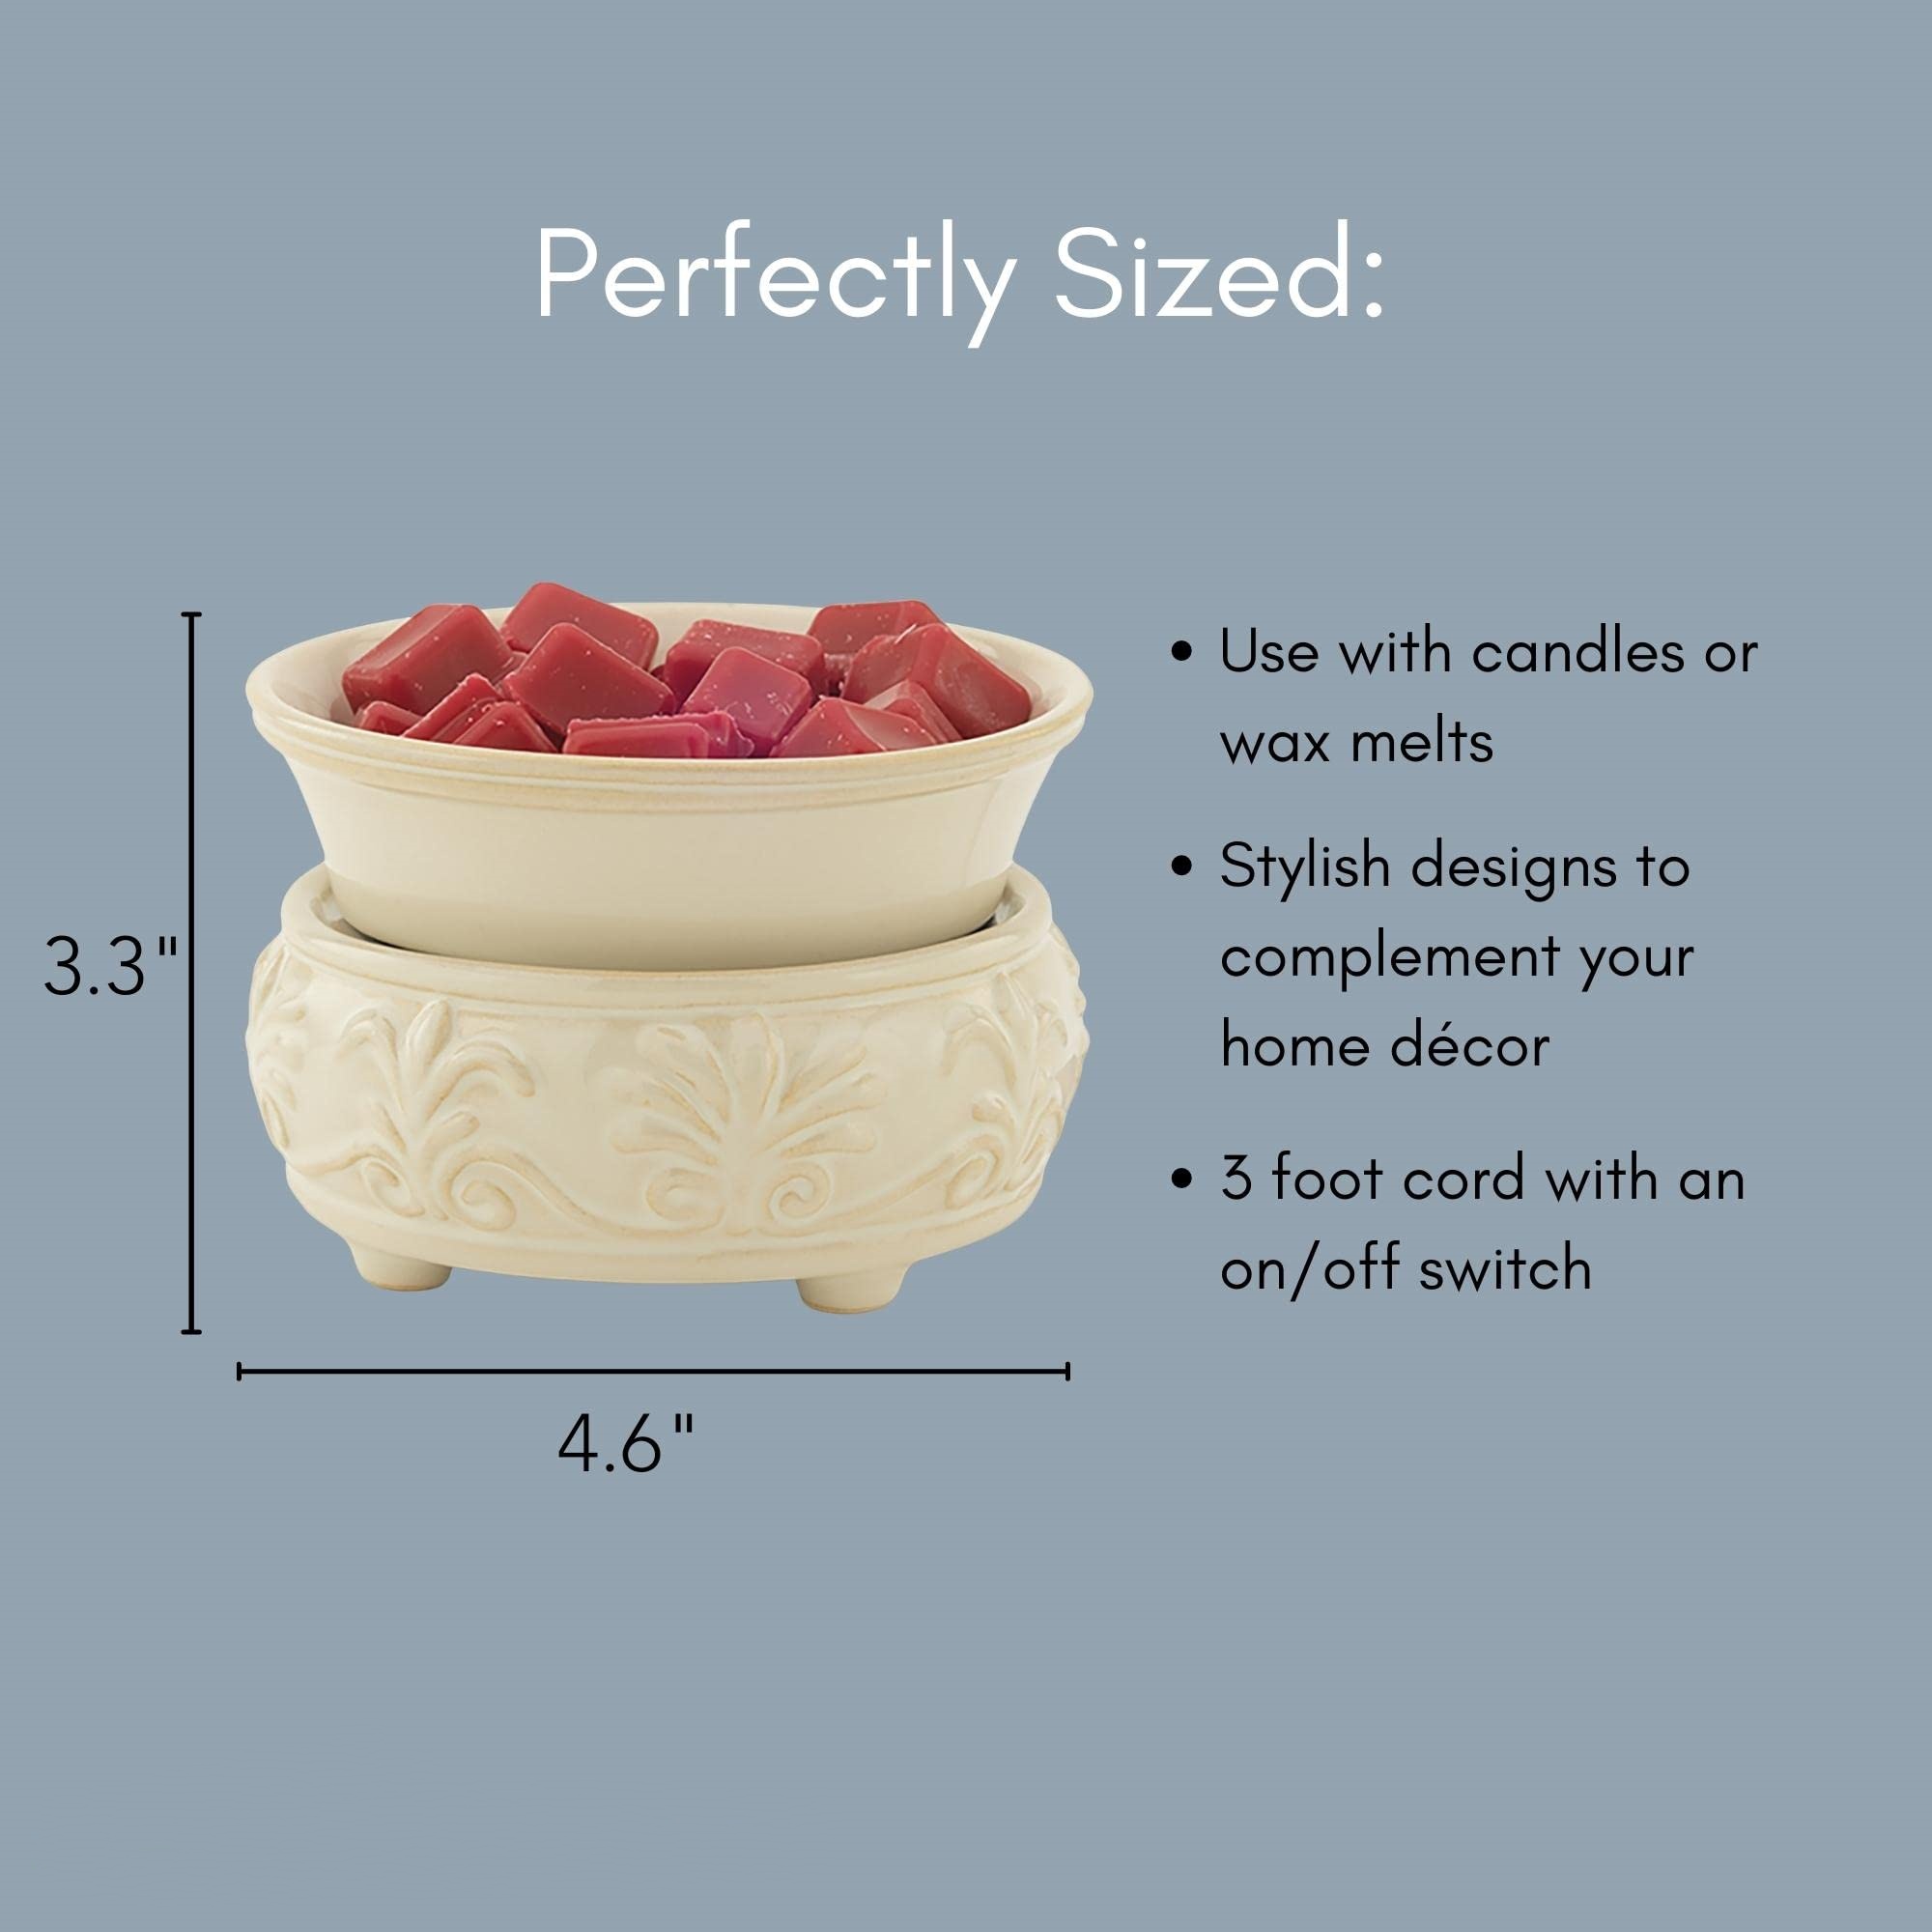 Perfectly Sized:
• Use with candles or
wax melts
• Stylish designs to
complement your
home décor
• 3 foot cord with an
on/off switch
3.3"
4.6"